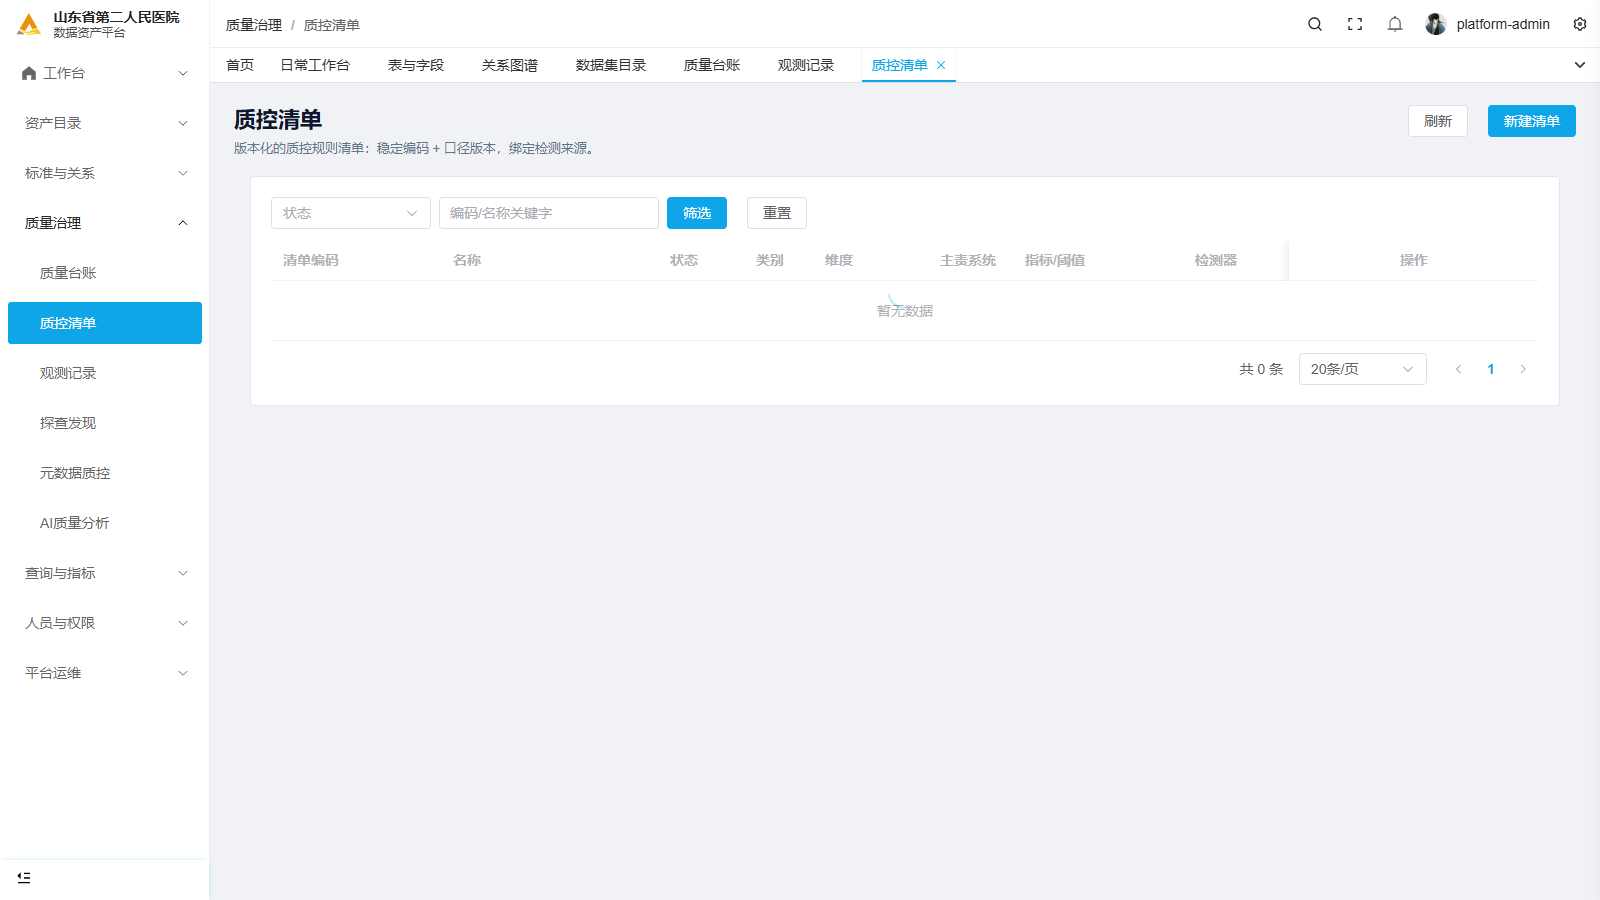 山东省第二人民医院
数据资产平台
工作台
资产目录
标准与关系
质量治理
质量台账
质控清单
观测记录
探查发现
元数据质控
AI质量分析
查询与指标
人员与权限
平台运维
质量治理 / 质控清单
platform-admin
首页 日常工作台 表与字段 关系图谱 数据集目录 质量台账 观测记录 质控清单
质控清单
版本化的质控规则清单：稳定编码 + 口径版本，绑定检测来源。
刷新 新建清单
状态 编码/名称关键字 筛选 重置
清单编码 名称 状态 类别 维度 主责系统 指标/阈值 检测器 操作
暂无数据
共 0 条 20条/页 1